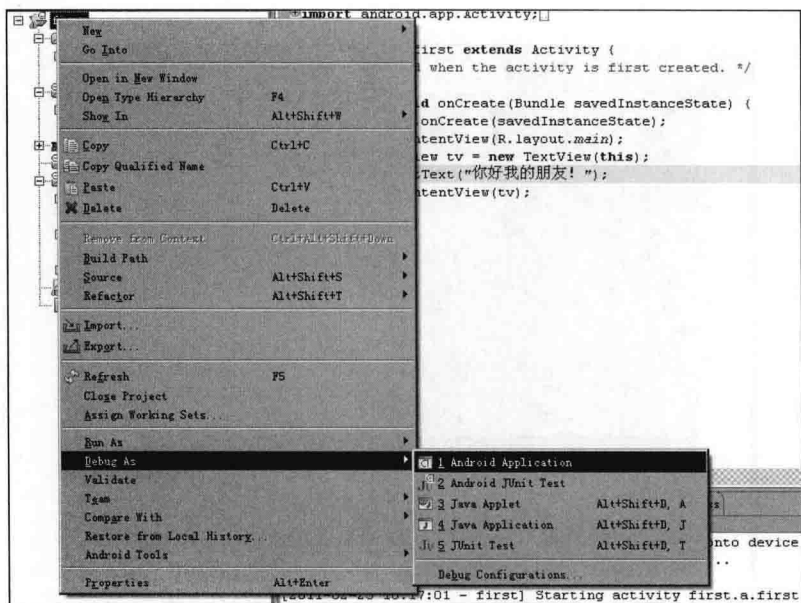 import android.app.Activity;
first extends Activity {
when the activity is first created. */
d onCreate(Bundle savedInstanceState) {
onCreate(savedInstanceState);
ntentView(R.layout.main);
iew tv = new TextView(this);
Text("你好我的朋友! ");
ntentView(tv);
New
Go Into
Open in New Window
Open Type Hierarchy F4
Show In Alt+Shift+W
Copy Ctrl+C
Copy Qualified Name
Paste Ctrl+V
Delete Delete
Remove from Context Ctrl+Alt+Shift+Down
Build Path
Source Alt+Shift+S
Refactor Alt+Shift+T
Import...
Export...
Refresh F5
Close Project
Assign Working Sets...
Run As
Debug As
Validate
Team
Compare With
Restore from Local History...
Android Tools
Properties Alt+Enter
1 Android Application
2 Android JUnit Test
3 Java Applet Alt+Shift+D, A
4 Java Application Alt+Shift+D, J
5 JUnit Test Alt+Shift+D, T
Debug Configurations...
onto device
- first] Starting activity first.a.first